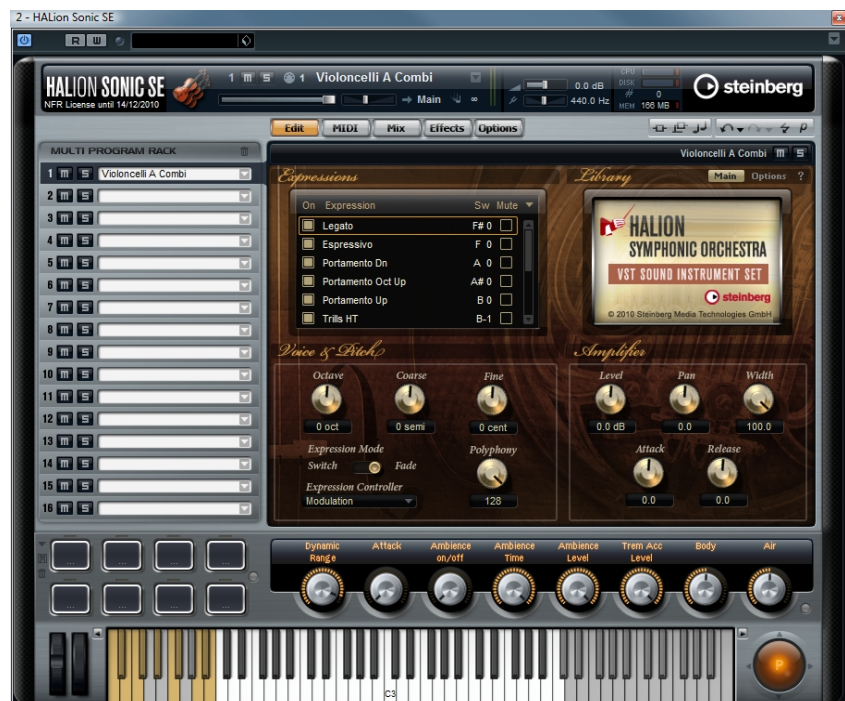 2 - HALion Sonic SE
R W
HALION SONIC SE
NFR License until 14/12/2010
1 m S 1 Violoncelli A Combi
→ Main ∞
0.0 dB
440.0 Hz
CPU
DISK
# 0
MEM 166 MB
steinberg
Edit MIDI Mix Effects Options
MULTI PROGRAM RACK
Violoncelli A Combi m S
1 m S Violoncelli A Combi
2 m S
3 m S
4 m S
5 m S
6 m S
7 m S
8 m S
9 m S
10 m S
11 m S
12 m S
13 m S
14 m S
15 m S
16 m S
Expressions
On Expression Sw Mute
Legato F# 0
Espressivo F 0
Portamento Dn A 0
Portamento Oct Up A# 0
Portamento Up B 0
Trills HT B-1
Library Main Options ?
HALION
SYMPHONIC ORCHESTRA
VST SOUND INSTRUMENT SET
steinberg
© 2010 Steinberg Media Technologies GmbH
Voice & Pitch
Octave Coarse Fine
0 oct 0 semi 0 cent
Expression Mode
Switch Fade
Polyphony
Expression Controller
Modulation
128
Amplifier
Level Pan Width
0.0 dB 0.0 100.0
Attack Release
0.0 0.0
Dynamic Range
Attack
Ambience on/off
Ambience Time
Ambience Level
Trem Acc Level
Body
Air
... ... ... ...
... ... ... ...
C3
P